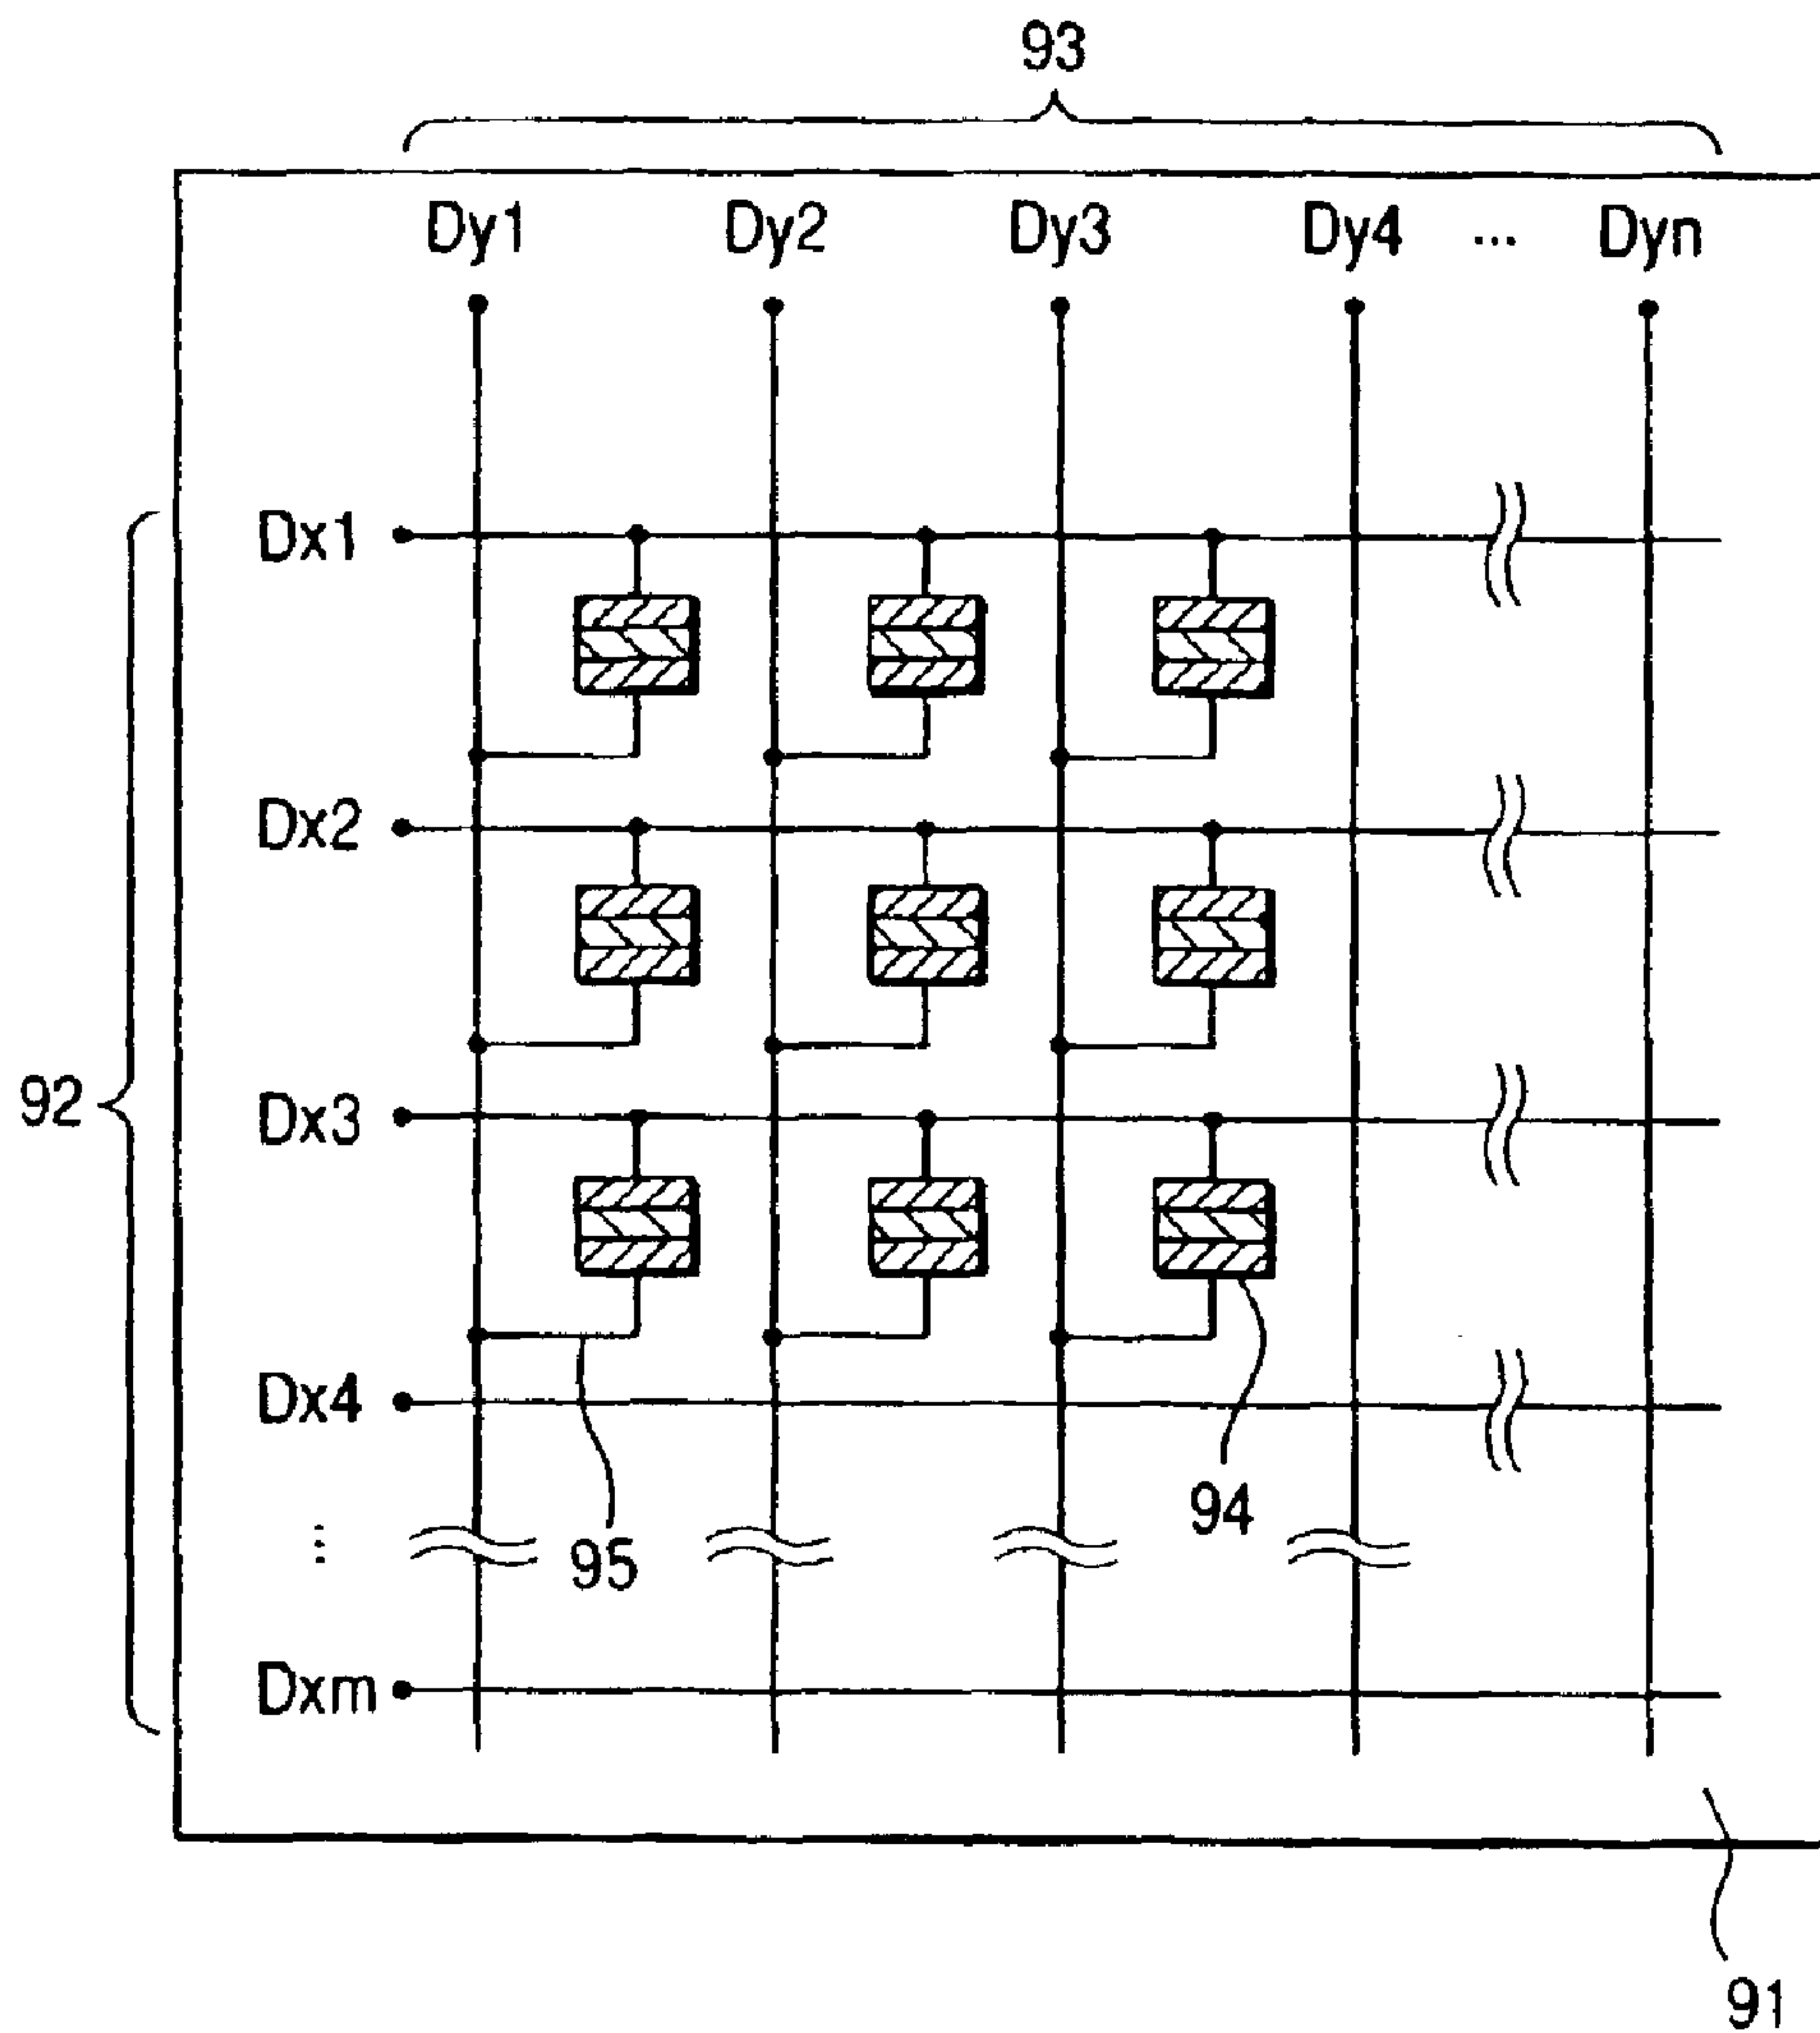 93
Dy1 Dy2 Dy3 Dy4 ... Dyn
Dx1
Dx2
92
Dx3
Dx4
94
⋮
95
Dxm
91